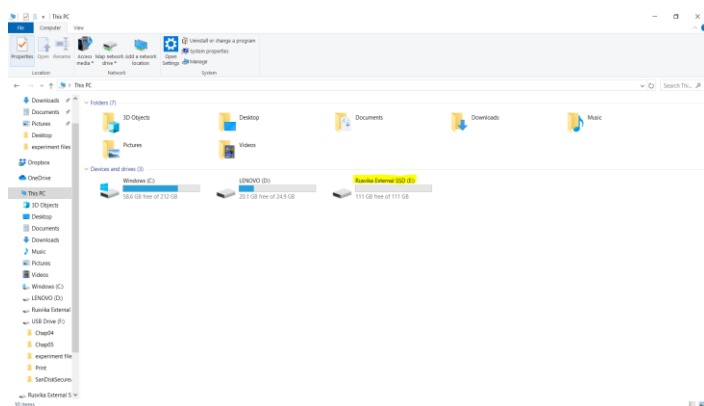 This PC
File Computer View
Properties Open Rename Access media Map network drive Add a network location Open Settings Uninstall or change a program
System properties
Manage
Location Network System
This PC
Search Thi...
Downloads
Documents
Pictures
Desktop
experiment files
Dropbox
OneDrive
This PC
3D Objects
Desktop
Documents
Downloads
Music
Pictures
Videos
Windows (C:)
LENOVO (D:)
Rusvika External
USB Drive (F:)
Chap04
Chap05
experiment file
Print
SanDiskSecure
Rusvika External S
Folders (7)
3D Objects Desktop Documents Downloads Music
Pictures Videos
Devices and drives (3)
Windows (C:) LENOVO (D:) Rusvika External SSD (E:)
58.6 GB free of 212 GB 20.1 GB free of 24.9 GB 111 GB free of 111 GB